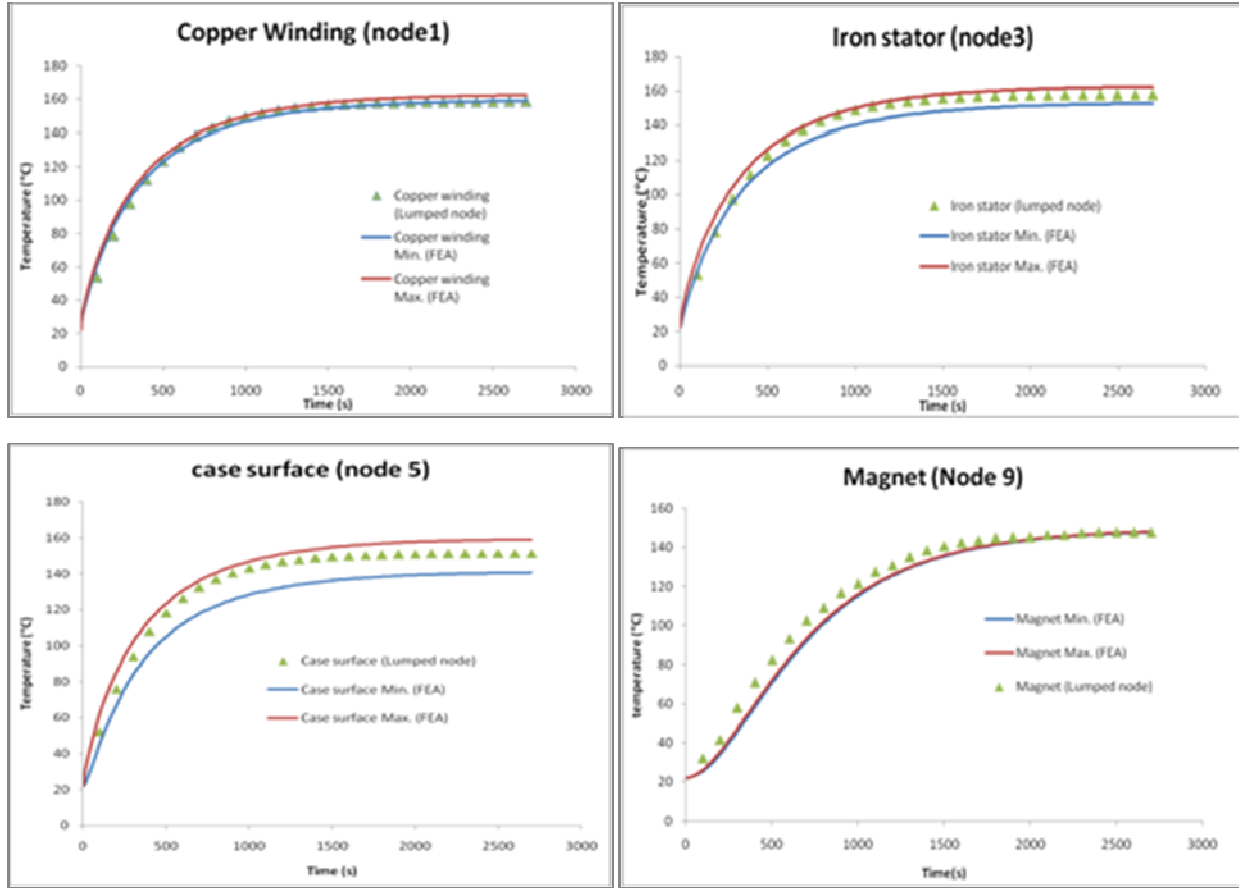 Copper Winding (node1)
Temperature (°C)
180
160
140
120
100
80
60
40
20
0
Copper winding
(Lumped node)
Copper winding
Min. (FEA)
Copper winding
Max. (FEA)
0 500 1000 1500 2000 2500 3000
Time (s)
Iron stator (node3)
Temperature (°C)
180
160
140
120
100
80
60
40
20
0
Iron stator (lumped node)
Iron stator Min. (FEA)
Iron stator Max. (FEA)
0 500 1000 1500 2000 2500 3000
Time (s)
case surface (node 5)
Temperature (°C)
180
160
140
120
100
80
60
40
20
0
Case surface (Lumped node)
Case surface Min. (FEA)
Case surface Max. (FEA)
0 500 1000 1500 2000 2500 3000
Time (s)
Magnet (Node 9)
temperature (°C)
160
140
120
100
80
60
40
20
0
Magnet Min. (FEA)
Magnet Max. (FEA)
Magnet (Lumped node)
0 500 1000 1500 2000 2500 3000
Time(s)